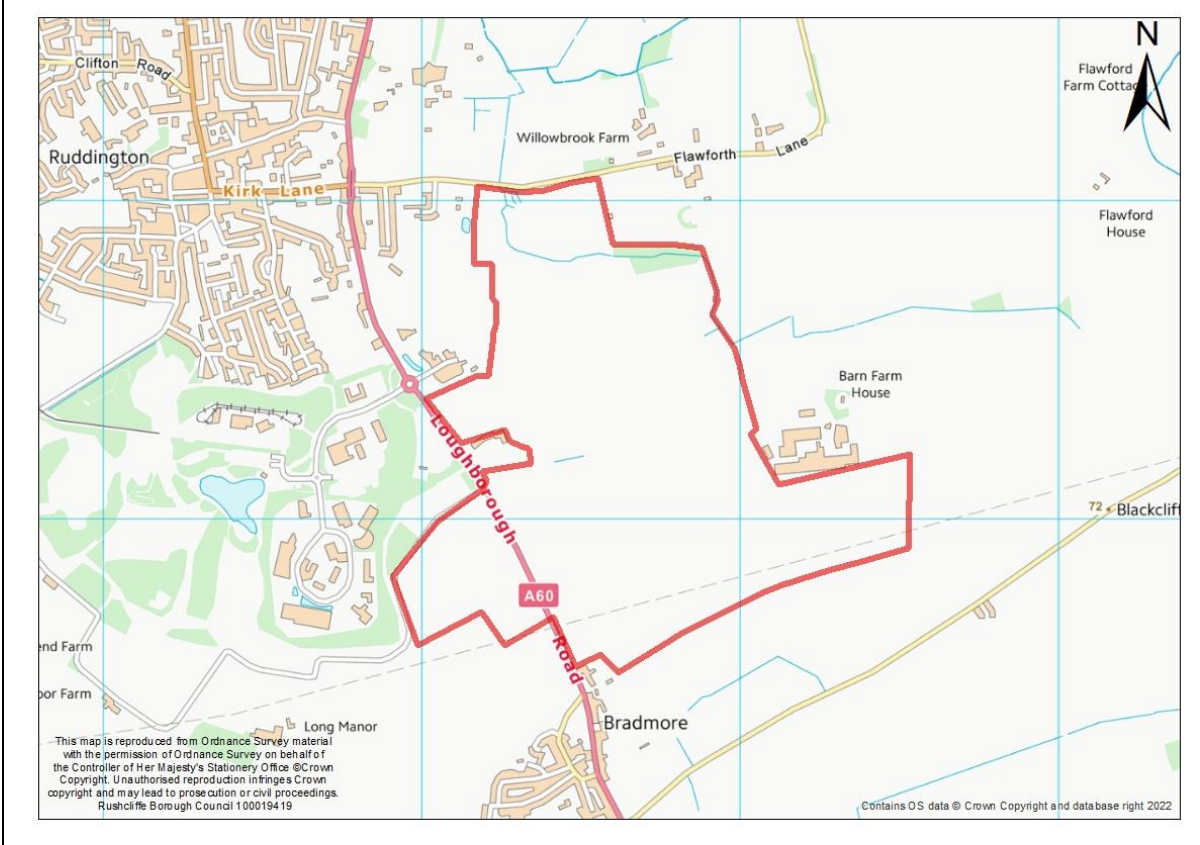 N
Clifton Road
Flawford
Farm Cottag
Willowbrook Farm
Ruddington
Flawforth Lane
Kirk Lane
Flawford
House
Barn Farm
House
Loughborough
72
Blackcliff
A60
Road
end Farm
oor Farm
Long Manor
Bradmore
This map is reproduced from Ordnance Survey material
with the permission of Ordnance Survey on behalf of
the Controller of Her Majesty's Stationery Office ©Crown
Copyright. Unauthorised reproduction infringes Crown
copyright and may lead to prosecution or civil proceedings.
Rushcliffe Borough Council 100019419
Contains OS data © Crown Copyright and database right 2022